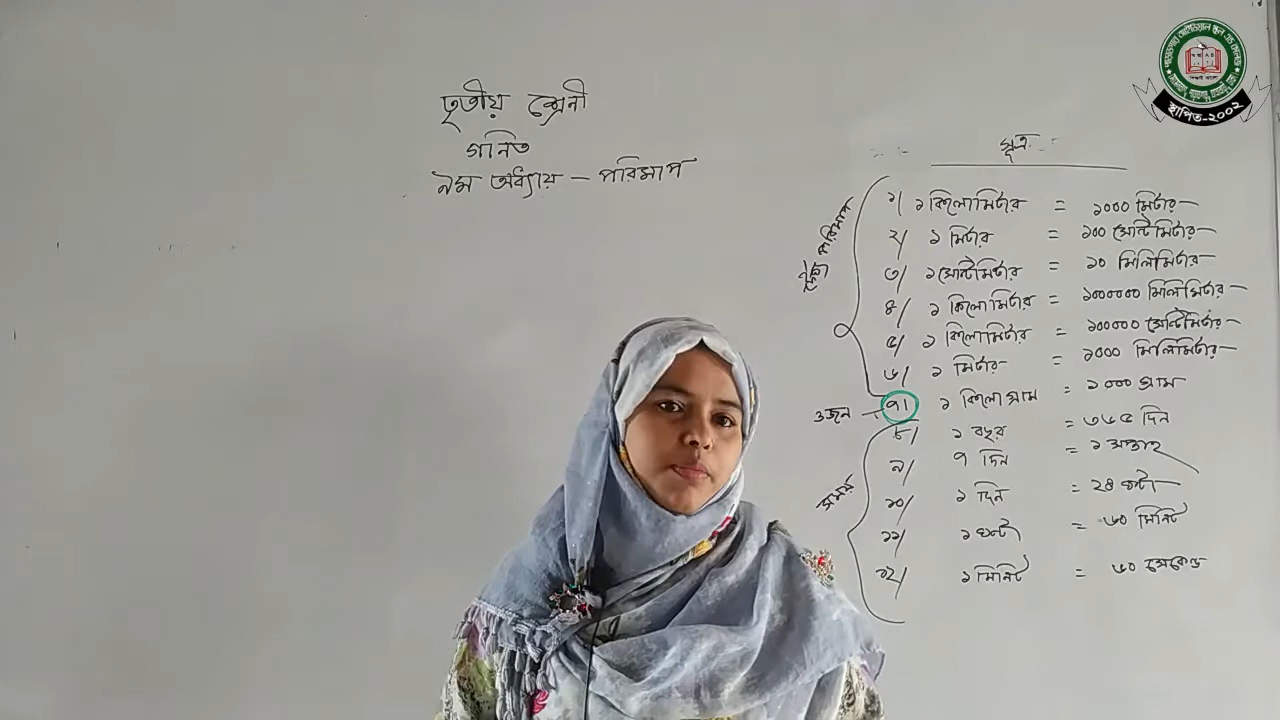 তৃতীয় শ্রেনী
গনিত
৯ম অধ্যায় – পরিমাপ
সূত্র
দৈর্ঘ্য পরিমাপ
১/ ১ কিলোমিটার = ১০০০ মিটার
২/ ১ মিটার = ১০০ সেন্টিমিটার
৩/ ১ সেন্টিমিটার = ১০ মিলিমিটার
৪/ ১ কিলোমিটার = ১০০০০০০ মিলিমিটার
৫/ ১ কিলোমিটার = ১০০০০০ সেন্টিমিটার
৬/ ১ মিটার = ১০০০ মিলিমিটার
ওজন – ৭। ১ কিলোগ্রাম = ১০০০ গ্রাম
সময়
৮/ ১ বছর = ৩৬৫ দিন
৯/ ৭ দিন = ১ সপ্তাহ
১০/ ১ দিন = ২৪ ঘন্টা
১১/ ১ ঘন্টা = ৬০ মিনিট
১২/ ১ মিনিট = ৬০ সেকেন্ড
স্থাপিত-২০০২